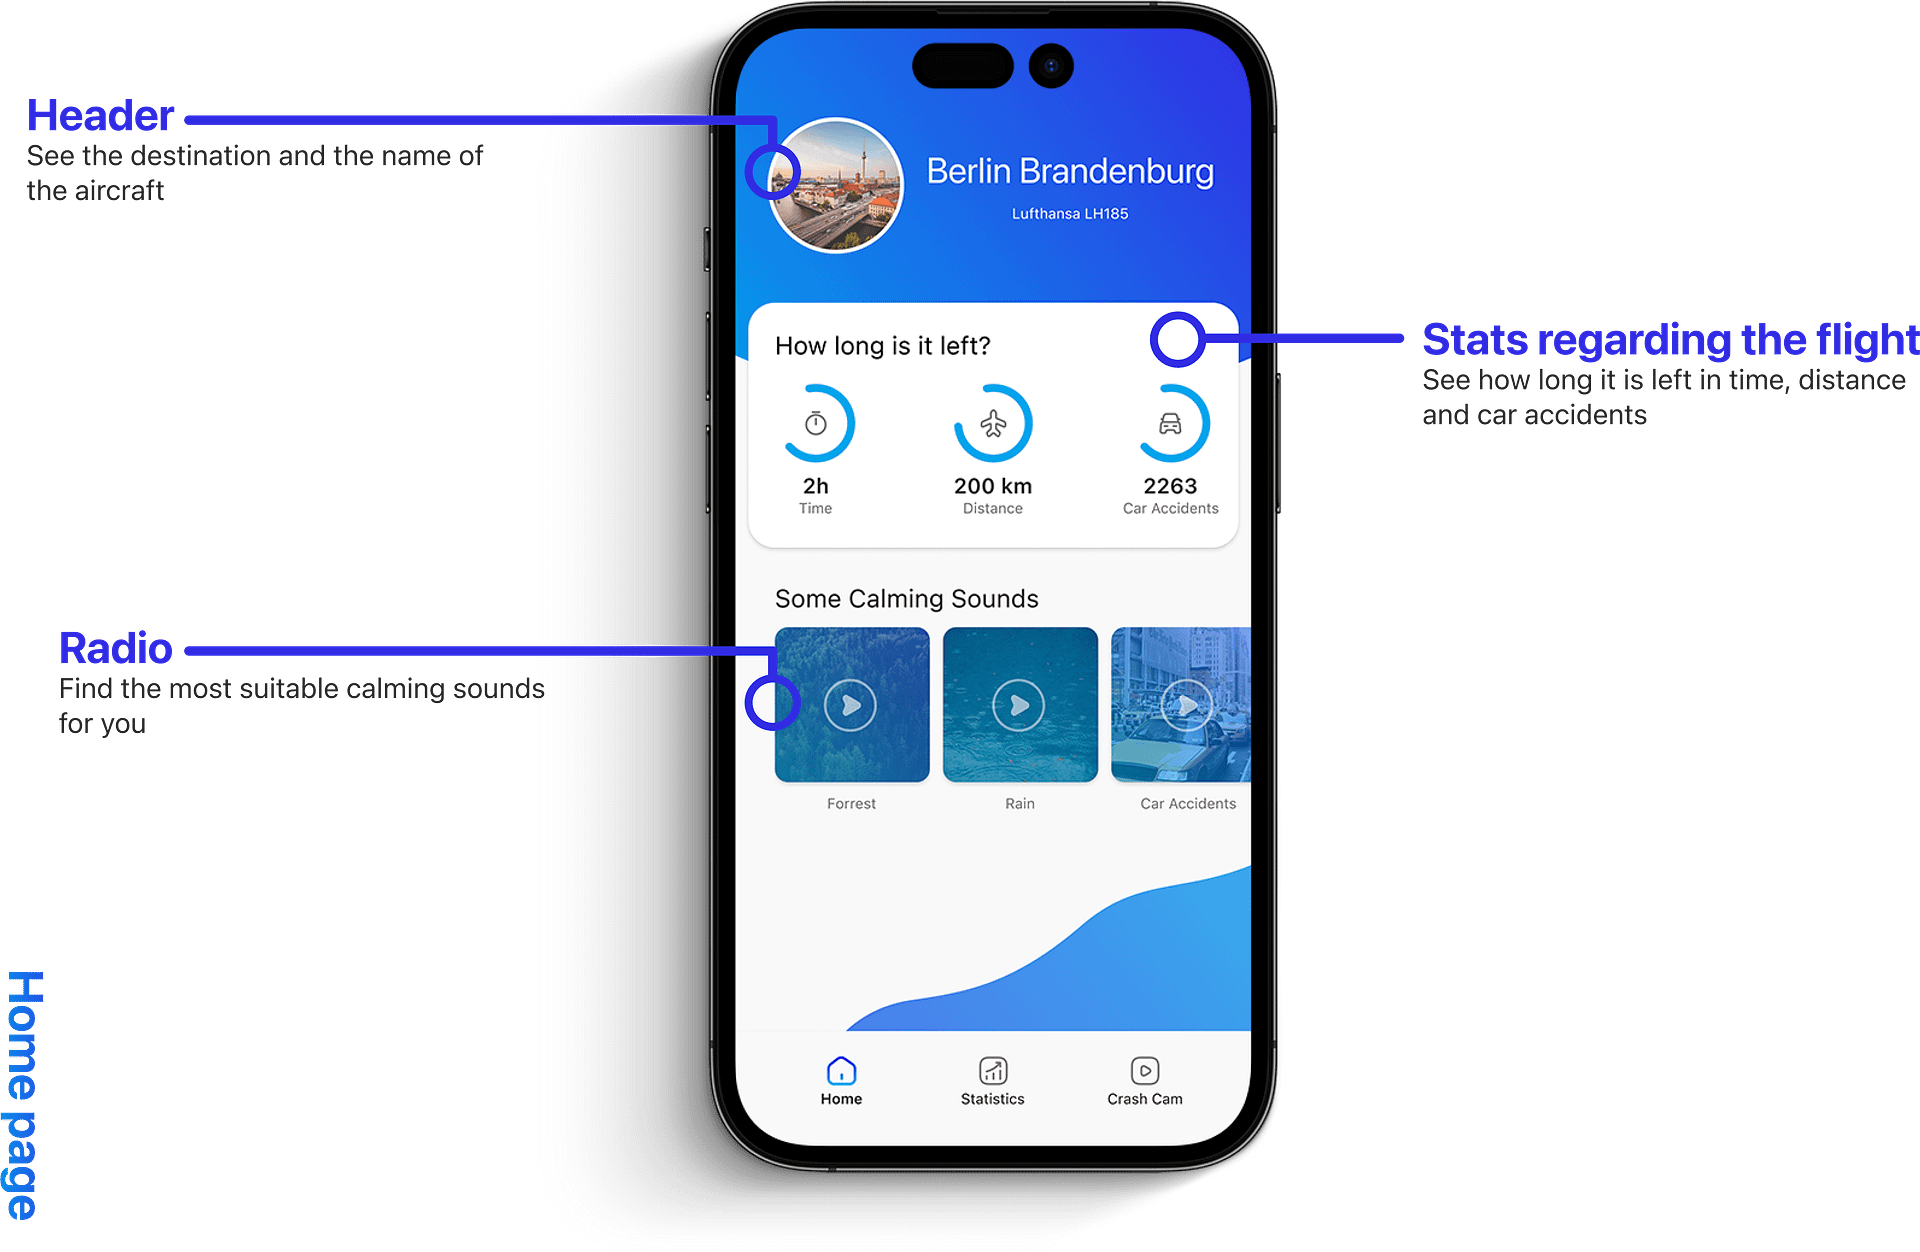 Header
See the destination and the name of
the aircraft
Berlin Brandenburg
Lufthansa LH185
How long is it left?
2h
Time
200 km
Distance
2263
Car Accidents
Stats regarding the flight
See how long it is left in time, distance
and car accidents
Some Calming Sounds
Radio
Find the most suitable calming sounds
for you
Forrest
Rain
Car Accidents
Home
Statistics
Crash Cam
Home page